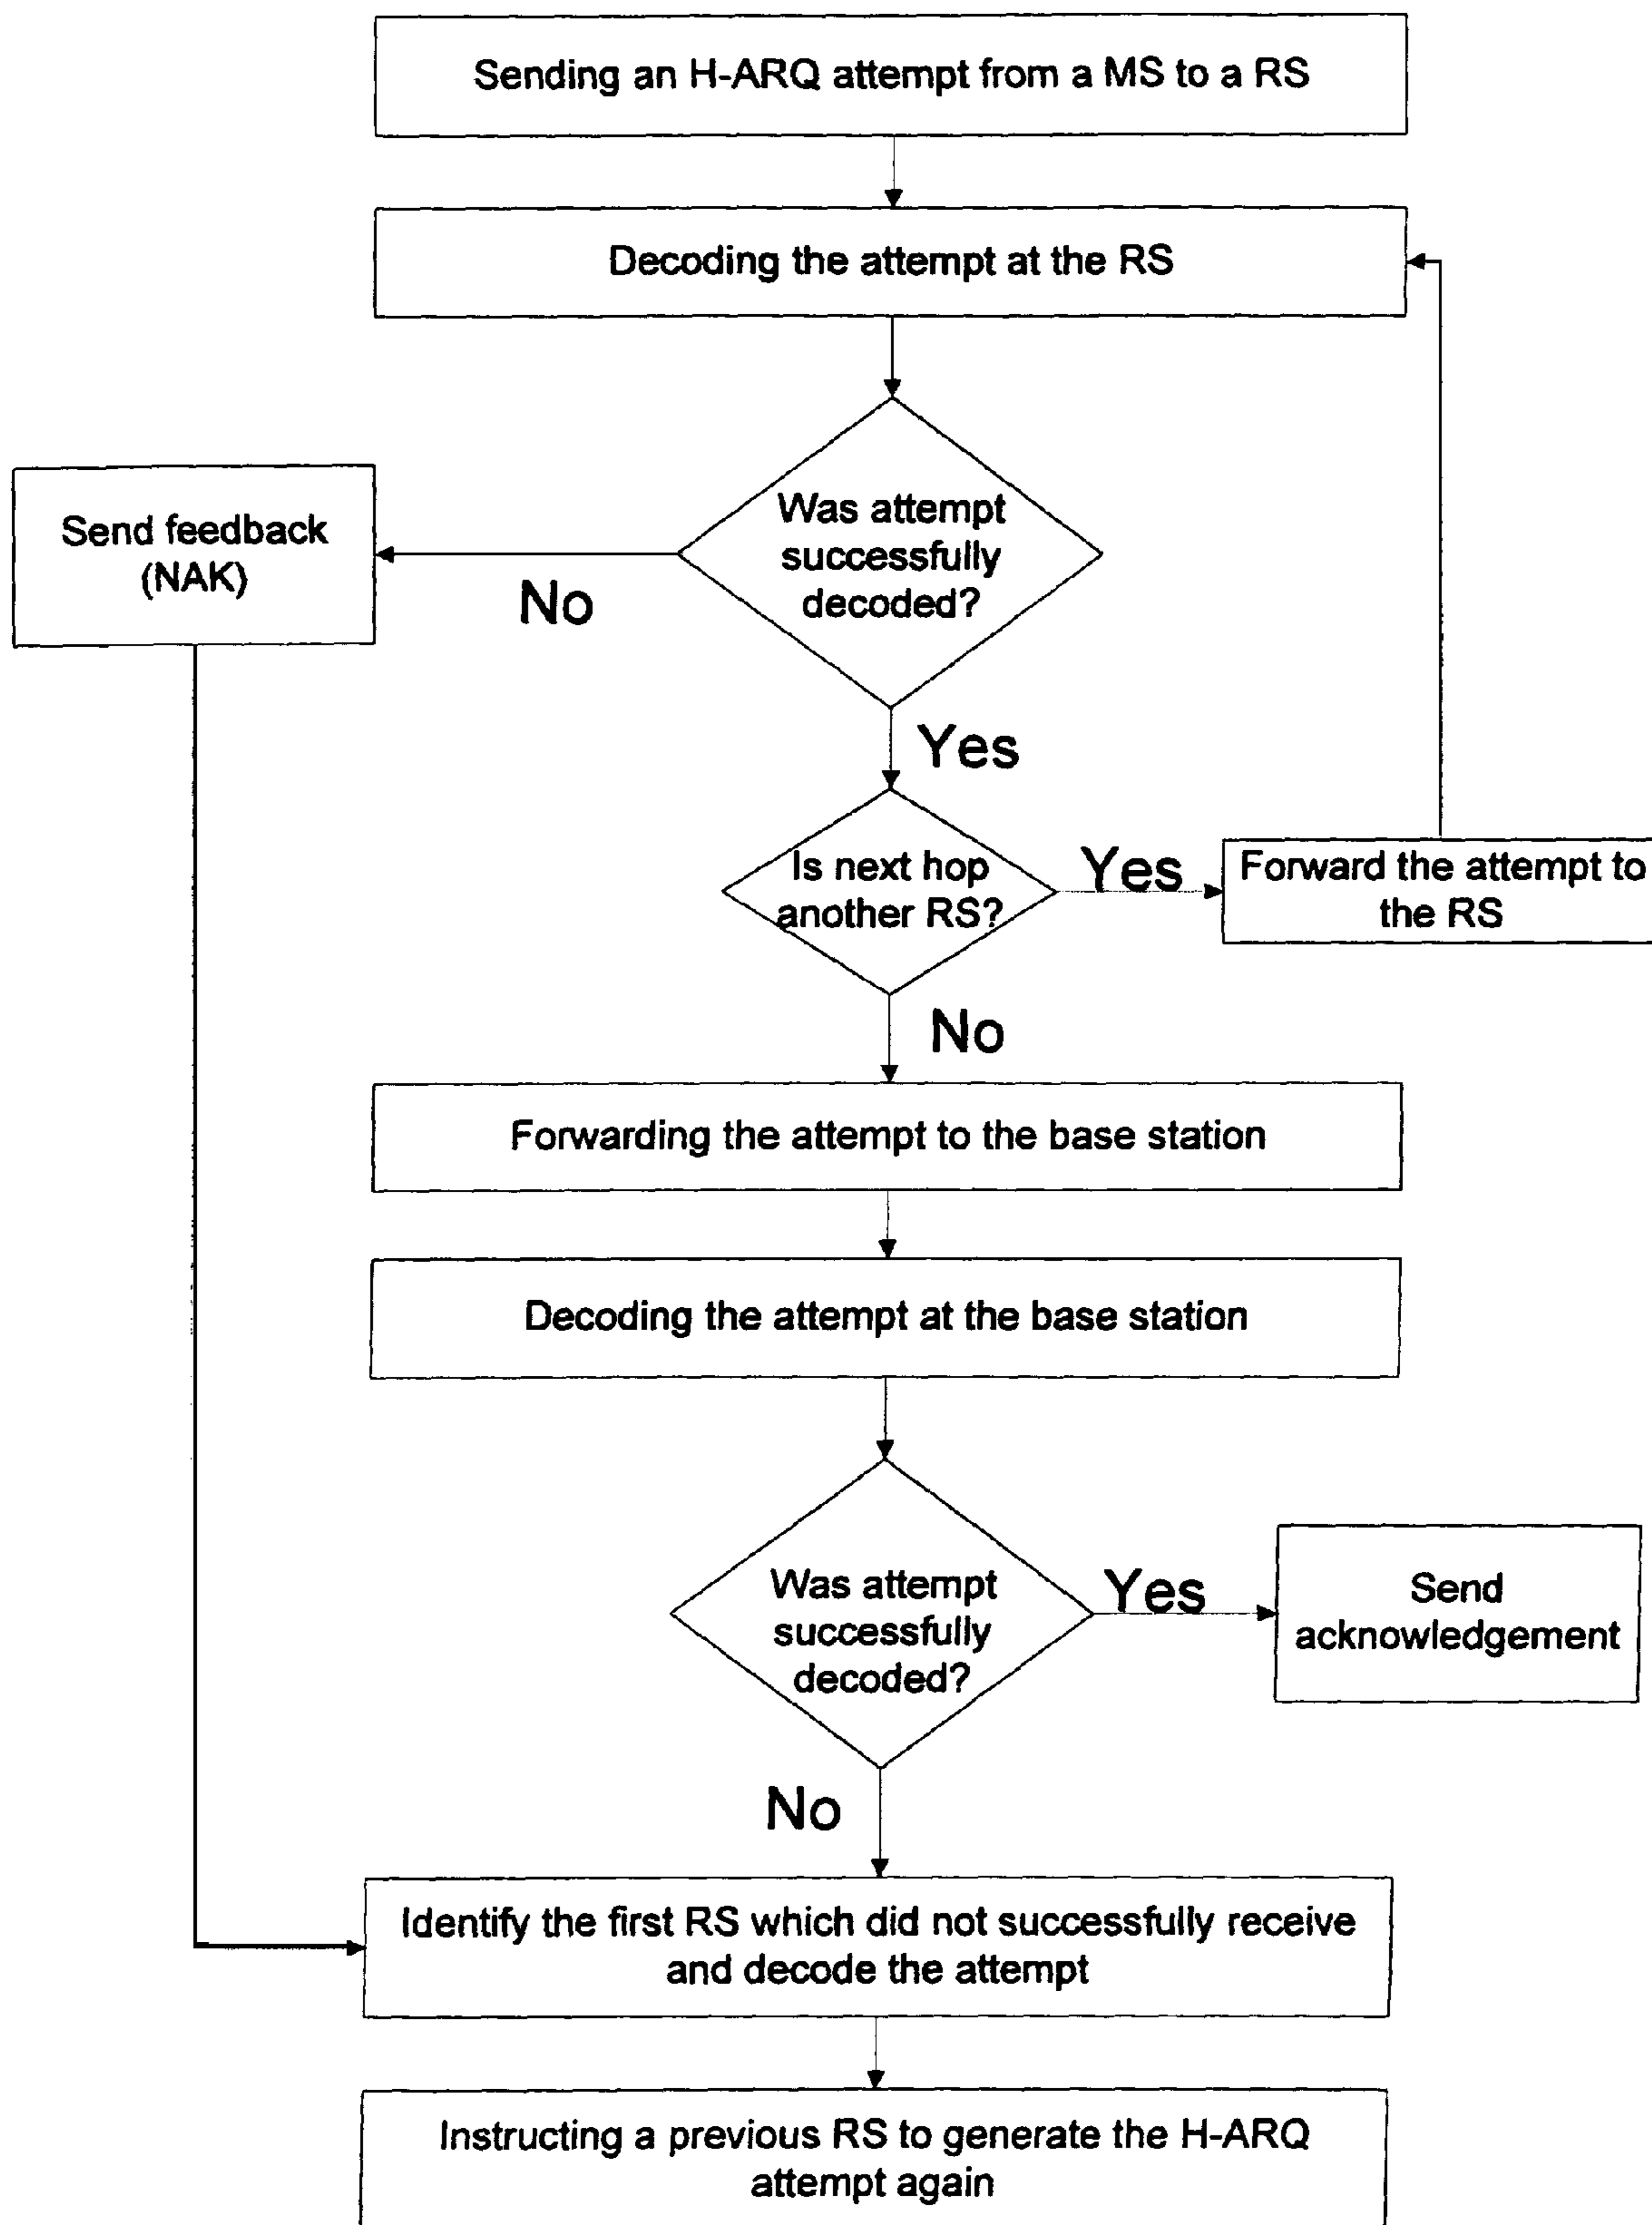 Sending an H-ARQ attempt from a MS to a RS
Decoding the attempt at the RS
Was attempt
successfully
decoded?
No
Send feedback
(NAK)
Yes
Is next hop
another RS?
Yes
Forward the attempt to
the RS
No
Forwarding the attempt to the base station
Decoding the attempt at the base station
Was attempt
successfully
decoded?
Yes
Send
acknowledgement
No
Identify the first RS which did not successfully receive
and decode the attempt
Instructing a previous RS to generate the H-ARQ
attempt again